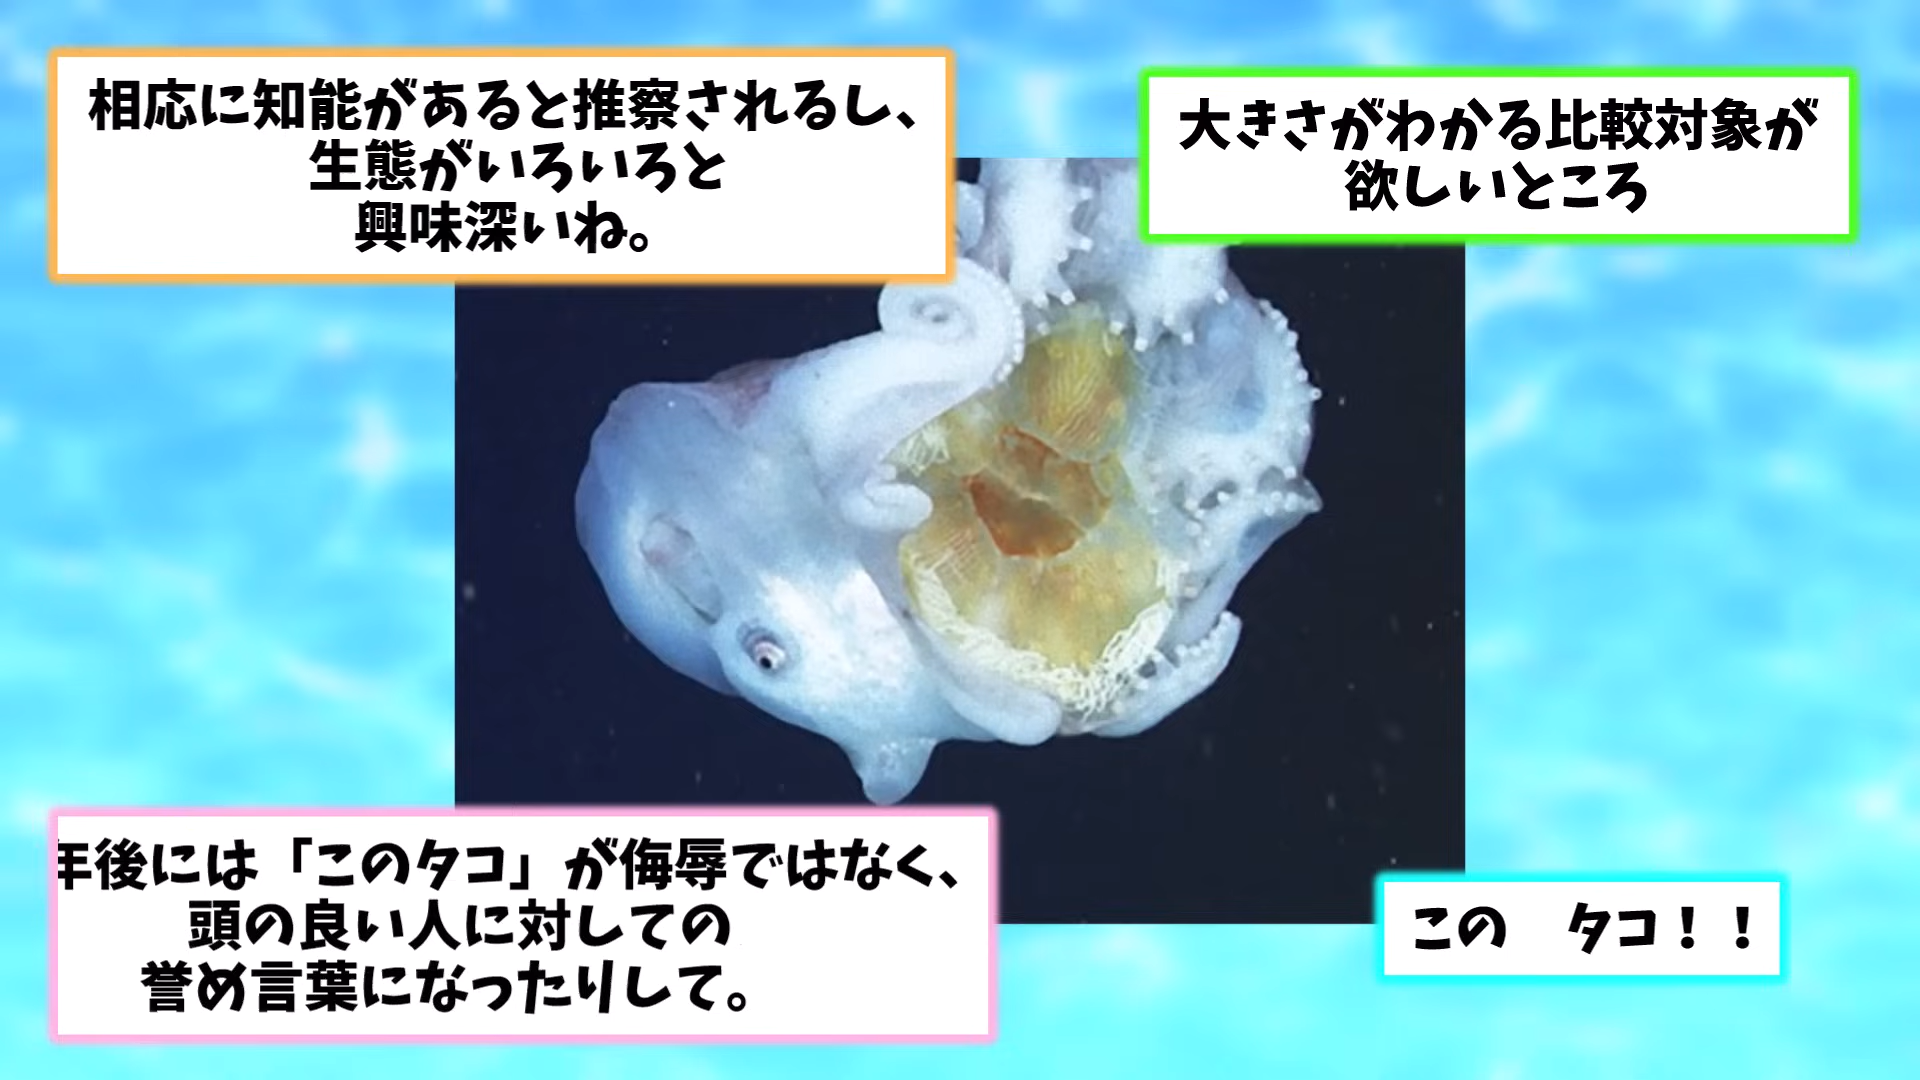 相応に知能があると推察されるし、
生態がいろいろと
興味深いね。
大きさがわかる比較対象が
欲しいところ
年後には「このタコ」が侮辱ではなく、
頭の良い人に対しての
誉め言葉になったりして。
この　タコ！！